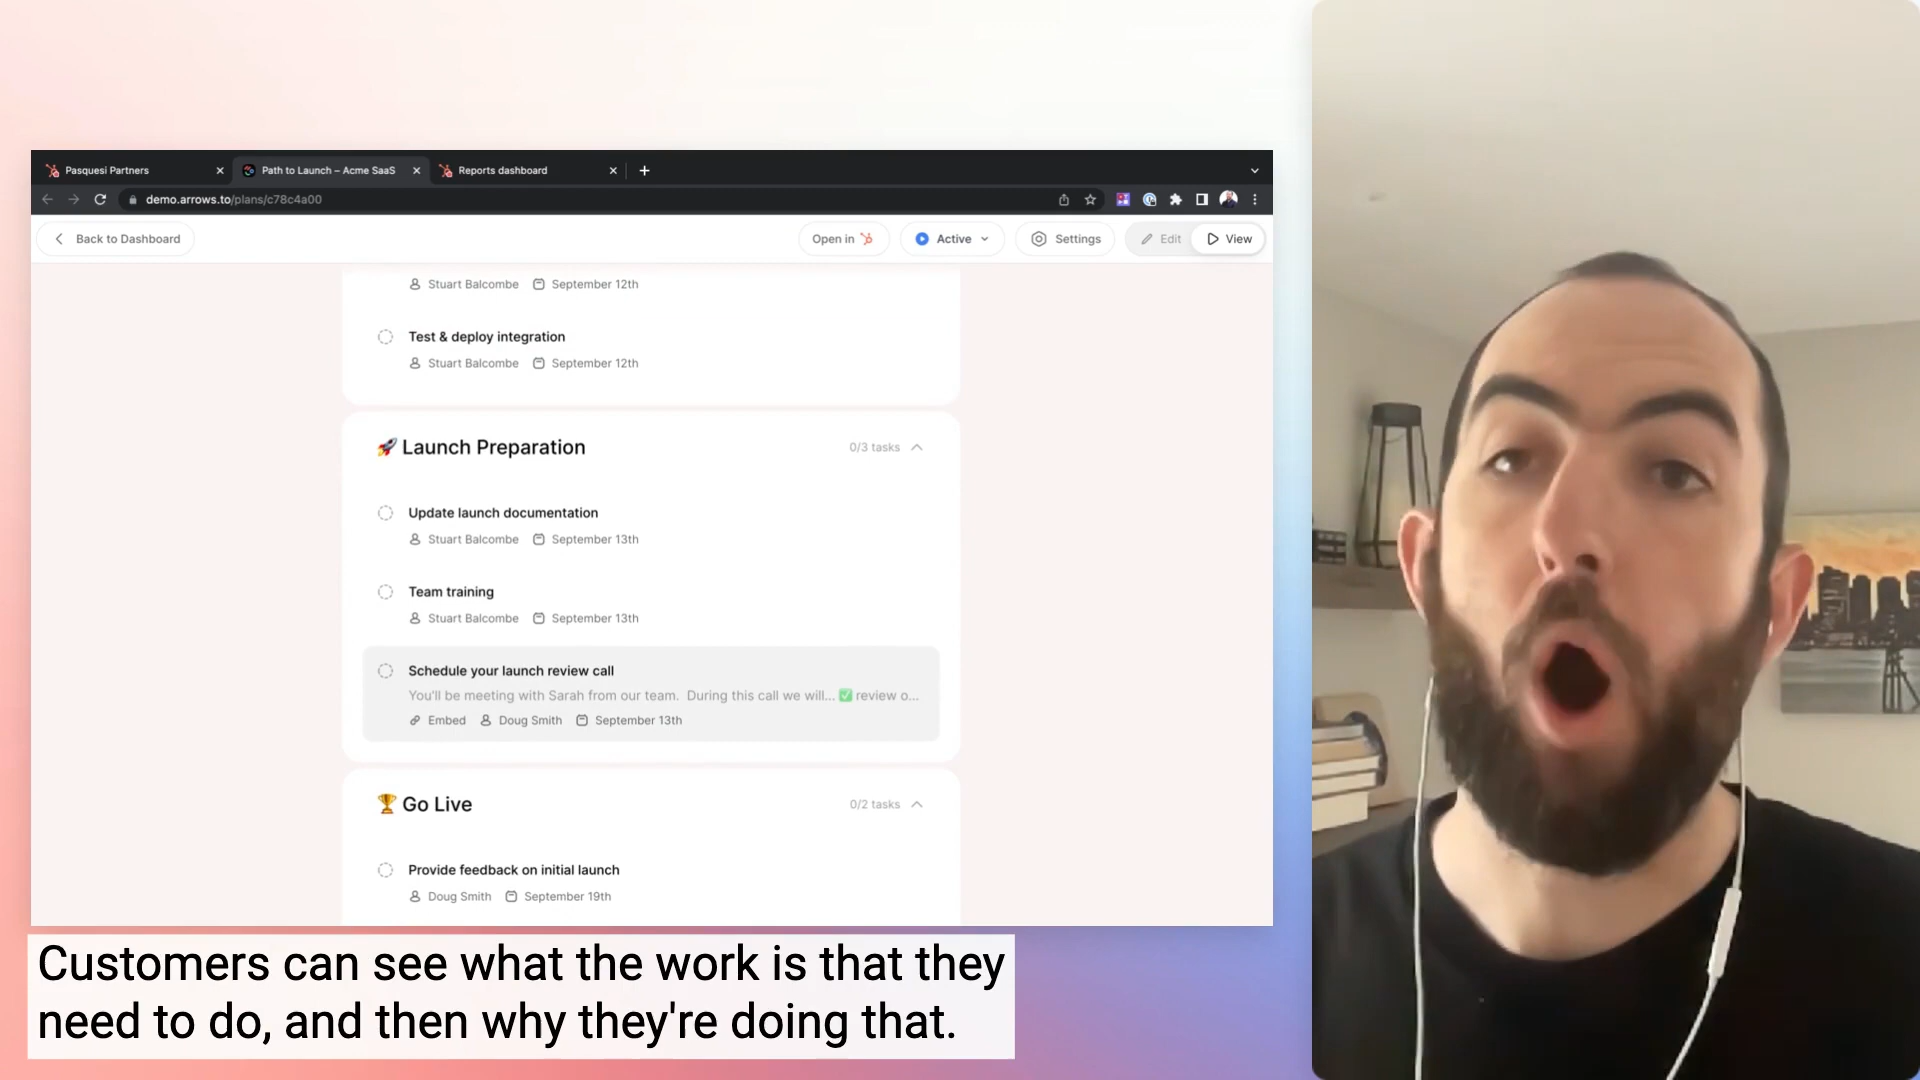 Pasquesi Partners
Path to Launch – Acme SaaS
Reports dashboard
demo.arrows.to/plans/c78c4a00
Back to Dashboard
Open in
Active
Settings
Edit
View
Stuart Balcombe September 12th
Test & deploy integration
Stuart Balcombe September 12th
🚀 Launch Preparation
0/3 tasks
Update launch documentation
Stuart Balcombe September 13th
Team training
Stuart Balcombe September 13th
Schedule your launch review call
You'll be meeting with Sarah from our team. During this call we will... ✅ review o...
Embed Doug Smith September 13th
🏆 Go Live
0/2 tasks
Provide feedback on initial launch
Doug Smith September 19th
Customers can see what the work is that they
need to do, and then why they're doing that.